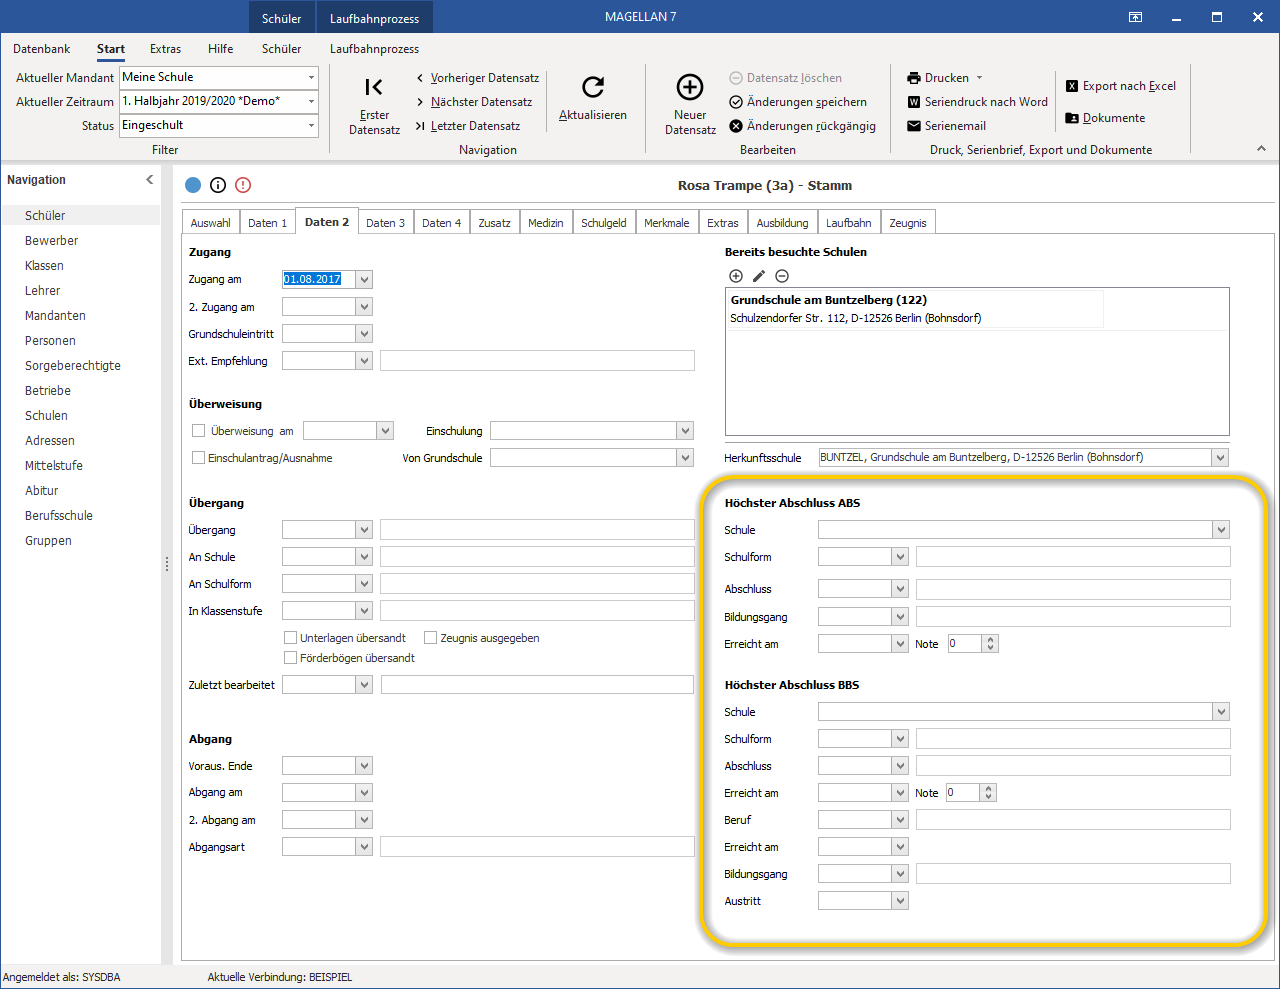 Schüler Laufbahnprozess MAGELLAN 7
Datenbank Start Extras Hilfe Schüler Laufbahnprozess
Aktueller Mandant Meine Schule
Aktueller Zeitraum 1. Halbjahr 2019/2020 *Demo*
Status Eingeschult
Filter
Erster Datensatz
Vorheriger Datensatz
Nächster Datensatz
Letzter Datensatz
Aktualisieren
Navigation
Neuer Datensatz
Datensatz löschen
Änderungen speichern
Änderungen rückgängig
Bearbeiten
Drucken
Seriendruck nach Word
Serienemail
Export nach Excel
Dokumente
Druck, Serienbrief, Export und Dokumente
Navigation
Schüler
Bewerber
Klassen
Lehrer
Mandanten
Personen
Sorgeberechtigte
Betriebe
Schulen
Adressen
Mittelstufe
Abitur
Berufsschule
Gruppen
Rosa Trampe (3a) - Stamm
Auswahl Daten 1 Daten 2 Daten 3 Daten 4 Zusatz Medizin Schulgeld Merkmale Extras Ausbildung Laufbahn Zeugnis
Zugang
Zugang am 01.08.2017
2. Zugang am
Grundschuleintritt
Ext. Empfehlung
Überweisung
Überweisung am Einschulung
Einschulantrag/Ausnahme Von Grundschule
Übergang
Übergang
An Schule
An Schulform
In Klassenstufe
Unterlagen übersandt Zeugnis ausgegeben
Förderbögen übersandt
Zuletzt bearbeitet
Abgang
Voraus. Ende
Abgang am
2. Abgang am
Abgangsart
Bereits besuchte Schulen
Grundschule am Buntzelberg (122)
Schulzendorfer Str. 112, D-12526 Berlin (Bohnsdorf)
Herkunftsschule BUNTZEL, Grundschule am Buntzelberg, D-12526 Berlin (Bohnsdorf)
Höchster Abschluss ABS
Schule
Schulform
Abschluss
Bildungsgang
Erreicht am Note 0
Höchster Abschluss BBS
Schule
Schulform
Abschluss
Erreicht am Note 0
Beruf
Erreicht am
Bildungsgang
Austritt
Angemeldet als: SYSDBA Aktuelle Verbindung: BEISPIEL